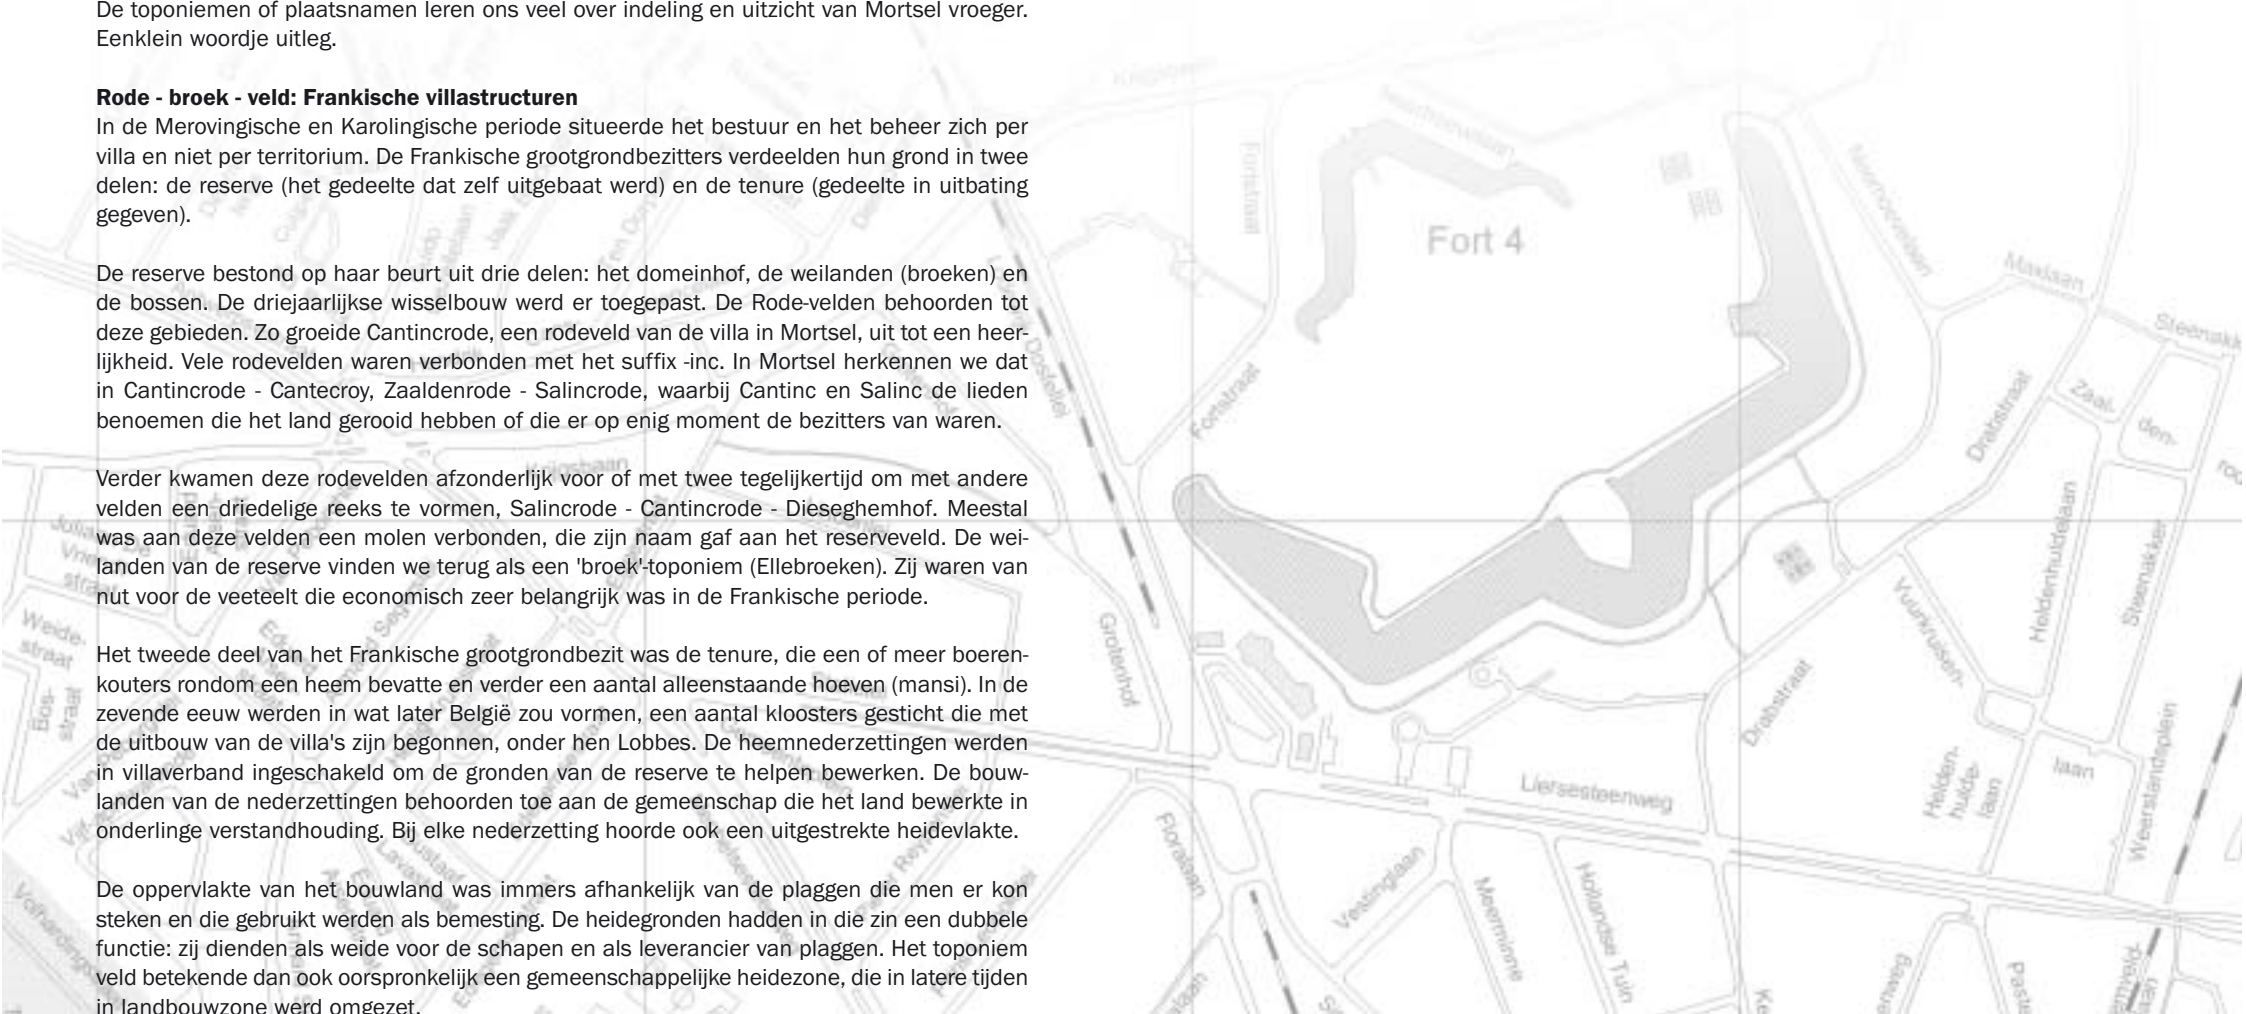 De toponiemen of plaatsnamen leren ons veel over indeling en uitzicht van Mortsel vroeger.
Eenklein woordje uitleg.
Rode - broek - veld: Frankische villastructuren
In de Merovingische en Karolingische periode situeerde het bestuur en het beheer zich per
villa en niet per territorium. De Frankische grootgrondbezitters verdeelden hun grond in twee
delen: de reserve (het gedeelte dat zelf uitgebaat werd) en de tenure (gedeelte in uitbating
gegeven).
De reserve bestond op haar beurt uit drie delen: het domeinhof, de weilanden (broeken) en
de bossen. De driejaarlijkse wisselbouw werd er toegepast. De Rode-velden behoorden tot
deze gebieden. Zo groeide Cantincrode, een rodeveld van de villa in Mortsel, uit tot een heer-
lijkheid. Vele rodevelden waren verbonden met het suffix -inc. In Mortsel herkennen we dat
in Cantincrode - Cantecroy, Zaaldenrode - Salincrode, waarbij Cantinc en Salinc de lieden
benoemen die het land gerooid hebben of die er op enig moment de bezitters van waren.
Verder kwamen deze rodevelden afzonderlijk voor of met twee tegelijkertijd om met andere
velden een driedelige reeks te vormen, Salincrode - Cantincrode - Dieseghemhof. Meestal
was aan deze velden een molen verbonden, die zijn naam gaf aan het reserveveld. De wei-
landen van de reserve vinden we terug als een 'broek'-toponiem (Ellebroeken). Zij waren van
nut voor de veeteelt die economisch zeer belangrijk was in de Frankische periode.
Het tweede deel van het Frankische grootgrondbezit was de tenure, die een of meer boeren-
kouters rondom een heem bevatte en verder een aantal alleenstaande hoeven (mansi). In de
zevende eeuw werden in wat later België zou vormen, een aantal kloosters gesticht die met
de uitbouw van de villa's zijn begonnen, onder hen Lobbes. De heemnederzettingen werden
in villaverband ingeschakeld om de gronden van de reserve te helpen bewerken. De bouw-
landen van de nederzettingen behoorden toe aan de gemeenschap die het land bewerkte in
onderlinge verstandhouding. Bij elke nederzetting hoorde ook een uitgestrekte heidevlakte.
De oppervlakte van het bouwland was immers afhankelijk van de plaggen die men er kon
steken en die gebruikt werden als bemesting. De heidegronden hadden in die zin een dubbele
functie: zij dienden als weide voor de schapen en als leverancier van plaggen. Het toponiem
veld betekende dan ook oorspronkelijk een gemeenschappelijke heidezone, die in latere tijden
in landbouwzone werd omgezet.
Fort 4
Fortstraat
Fortstraat
Maxlaan
Drabstraat
Zaal-
den-
Heldenhuldelaan
Steenakker
Vuurkruisen-
laan
Drabstraat
Grotenhof
Liersesteenweg
Helden-
hulde-
laan
Weerstandsplein
Floralaan
Vestinglaan
Meerminne
Hollandse Tuin
Weide-
straat
Bos-
straat
Krijgsbaan